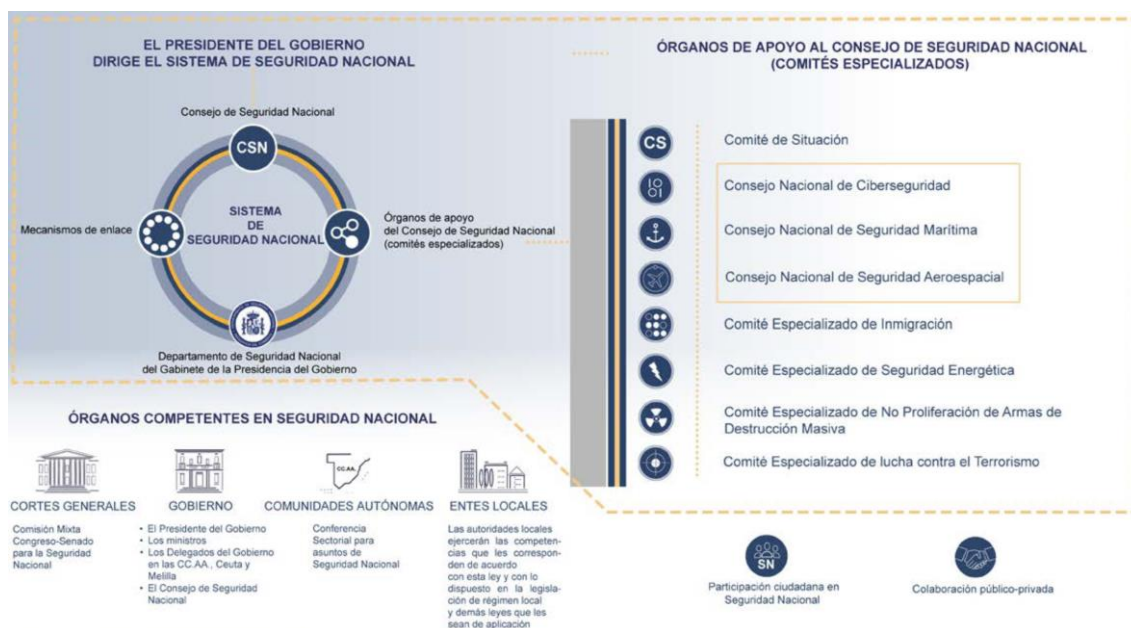 EL PRESIDENTE DEL GOBIERNO
DIRIGE EL SISTEMA DE SEGURIDAD NACIONAL
Consejo de Seguridad Nacional
CSN
Mecanismos de enlace
SISTEMA
DE
SEGURIDAD NACIONAL
Órganos de apoyo
del Consejo de Seguridad Nacional
(comités especializados)
Departamento de Seguridad Nacional
del Gabinete de la Presidencia del Gobierno
ÓRGANOS DE APOYO AL CONSEJO DE SEGURIDAD NACIONAL
(COMITÉS ESPECIALIZADOS)
CS
Comité de Situación
Consejo Nacional de Ciberseguridad
Consejo Nacional de Seguridad Marítima
Consejo Nacional de Seguridad Aeroespacial
Comité Especializado de Inmigración
Comité Especializado de Seguridad Energética
Comité Especializado de No Proliferación de Armas de
Destrucción Masiva
Comité Especializado de lucha contra el Terrorismo
ÓRGANOS COMPETENTES EN SEGURIDAD NACIONAL
CORTES GENERALES
Comisión Mixta
Congreso-Senado
para la Seguridad
Nacional
GOBIERNO
• El Presidente del Gobierno
• Los ministros
• Los Delegados del Gobierno
en las CC.AA., Ceuta y
Melilla
• El Consejo de Seguridad
Nacional
CC.AA.
COMUNIDADES AUTÓNOMAS
Conferencia
Sectorial para
asuntos de
Seguridad Nacional
ENTES LOCALES
Las autoridades locales
ejercerán las competen-
cias que les correspon-
den de acuerdo
con esta ley y con lo
dispuesto en la legisla-
ción de régimen local
y demás leyes que les
sean de aplicación
SN
Participación ciudadana en
Seguridad Nacional
Colaboración público-privada